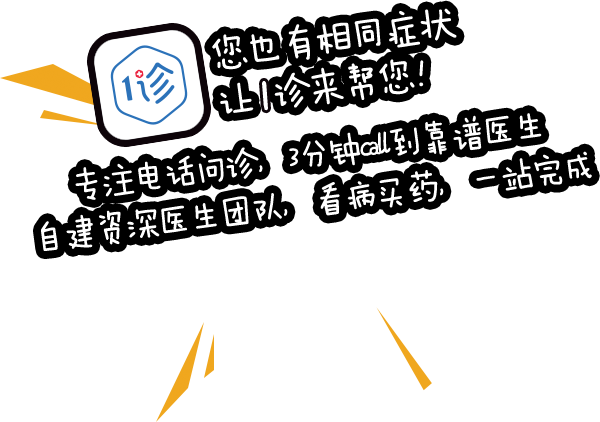 1诊
您也有相同症状
让1诊来帮您!
专注电话问诊, 3分钟call到靠谱医生
自建资深医生团队, 看病买药, 一站完成